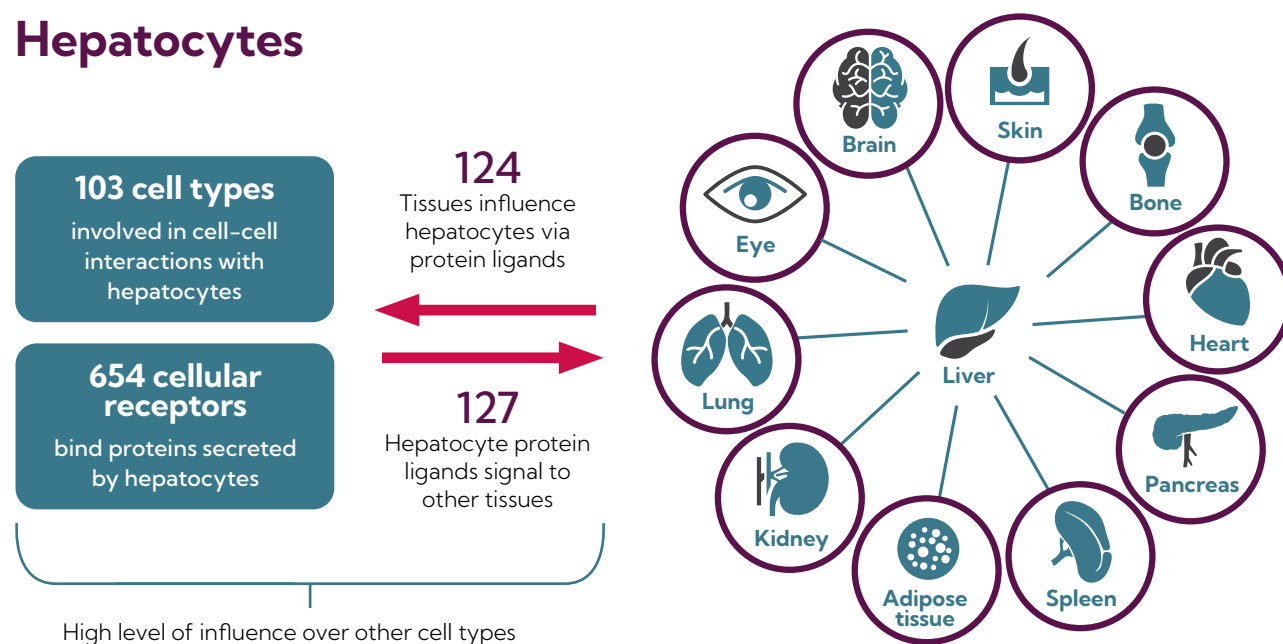 Hepatocytes
103 cell types
involved in cell-cell
interactions with
hepatocytes
654 cellular
receptors
bind proteins secreted
by hepatocytes
124
Tissues influence
hepatocytes via
protein ligands
127
Hepatocyte protein
ligands signal to
other tissues
High level of influence over other cell types
Brain
Skin
Bone
Eye
Heart
Lung
Liver
Pancreas
Kidney
Adipose
tissue
Spleen